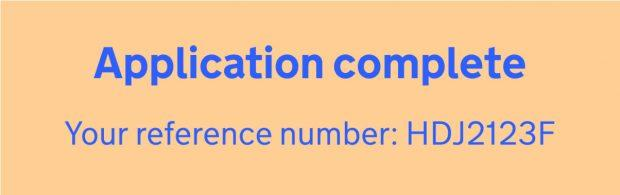 Application complete
Your reference number: HDJ2123F